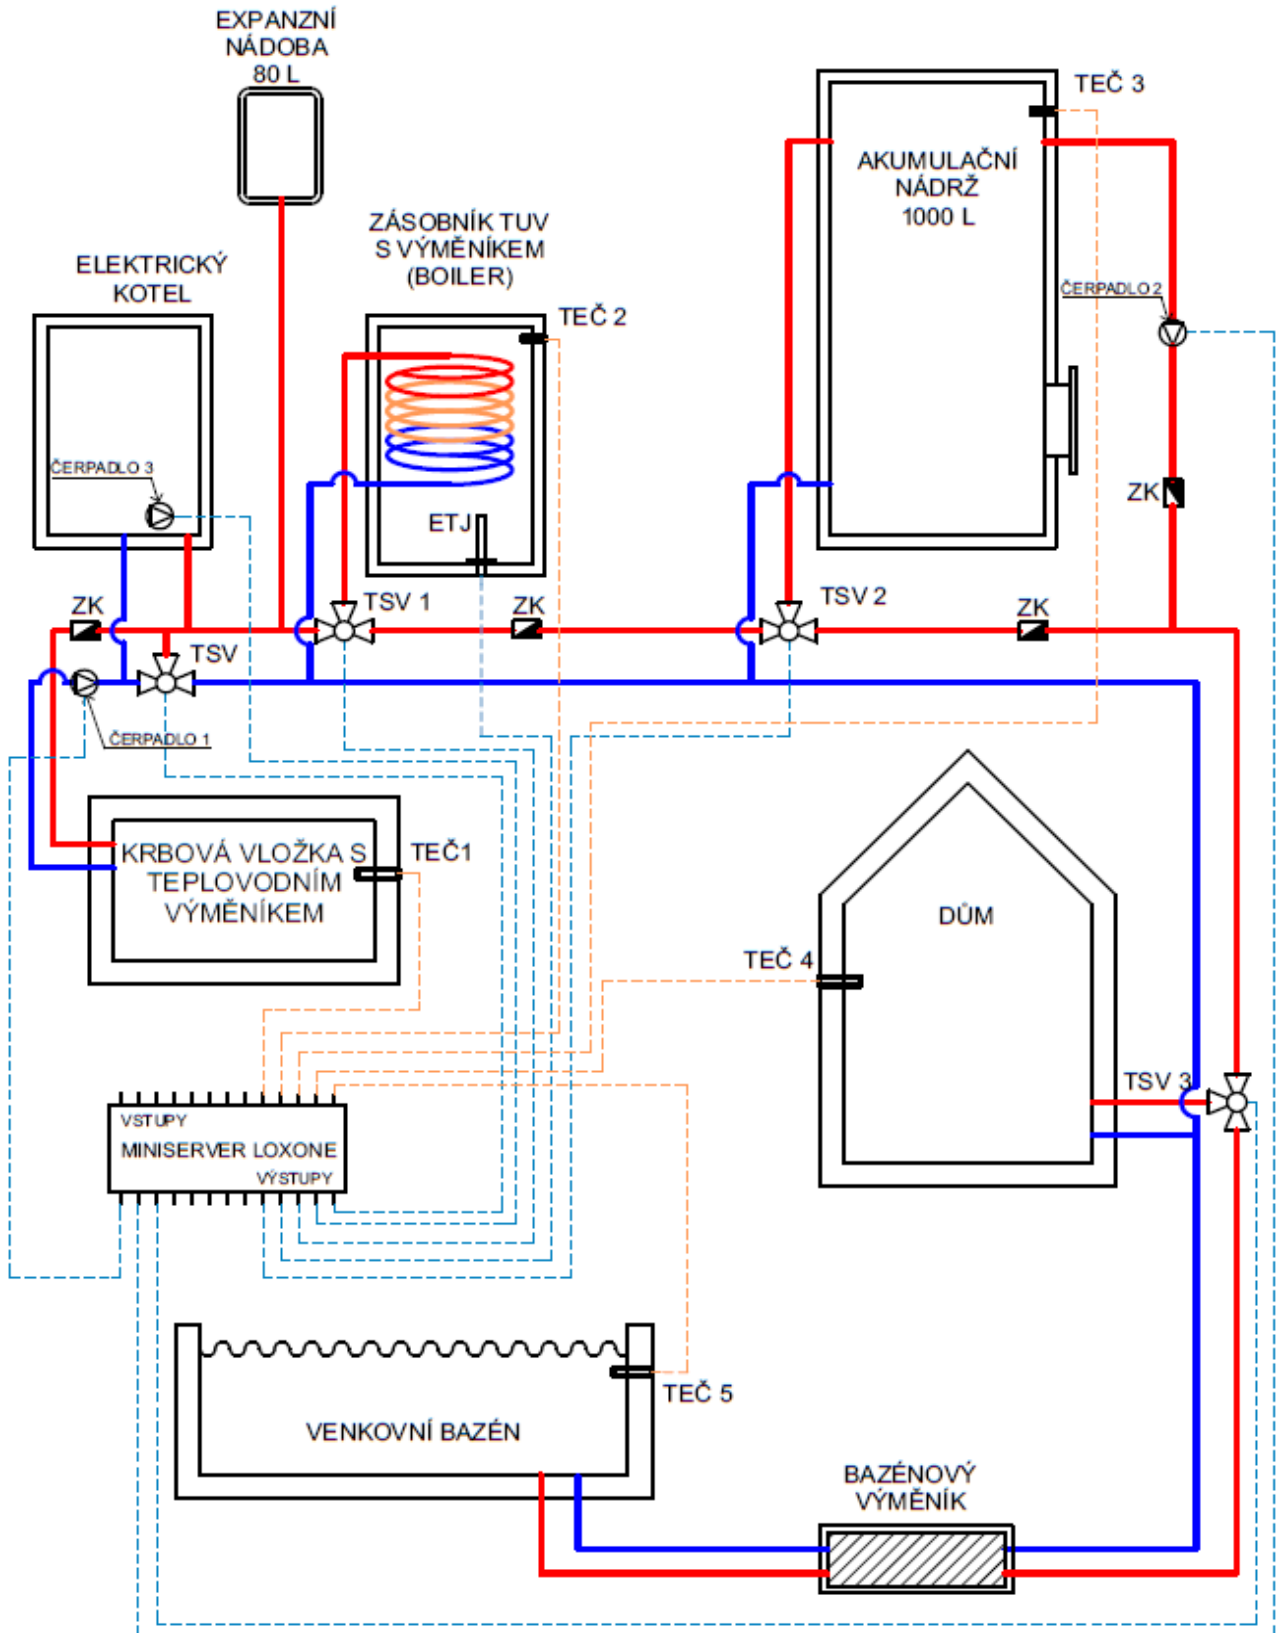 EXPANZNÍ
NÁDOBA
80 L
TEČ 3
AKUMULAČNÍ
NÁDRŽ
1000 L
ZÁSOBNÍK TUV
S VÝMĚNÍKEM
(BOILER)
ELEKTRICKÝ
KOTEL
TEČ 2
ČERPADLO 2
ČERPADLO 3
ETJ
ZK
ZK
TSV 1
ZK
TSV 2
ZK
TSV
ČERPADLO 1
KRBOVÁ VLOŽKA S
TEPLOVODNÍM
VÝMĚNÍKEM
TEČ1
DŮM
TEČ 4
TSV 3
VSTUPY
MINISERVER LOXONE
VÝSTUPY
TEČ 5
VENKOVNÍ BAZÉN
BAZÉNOVÝ
VÝMĚNÍK